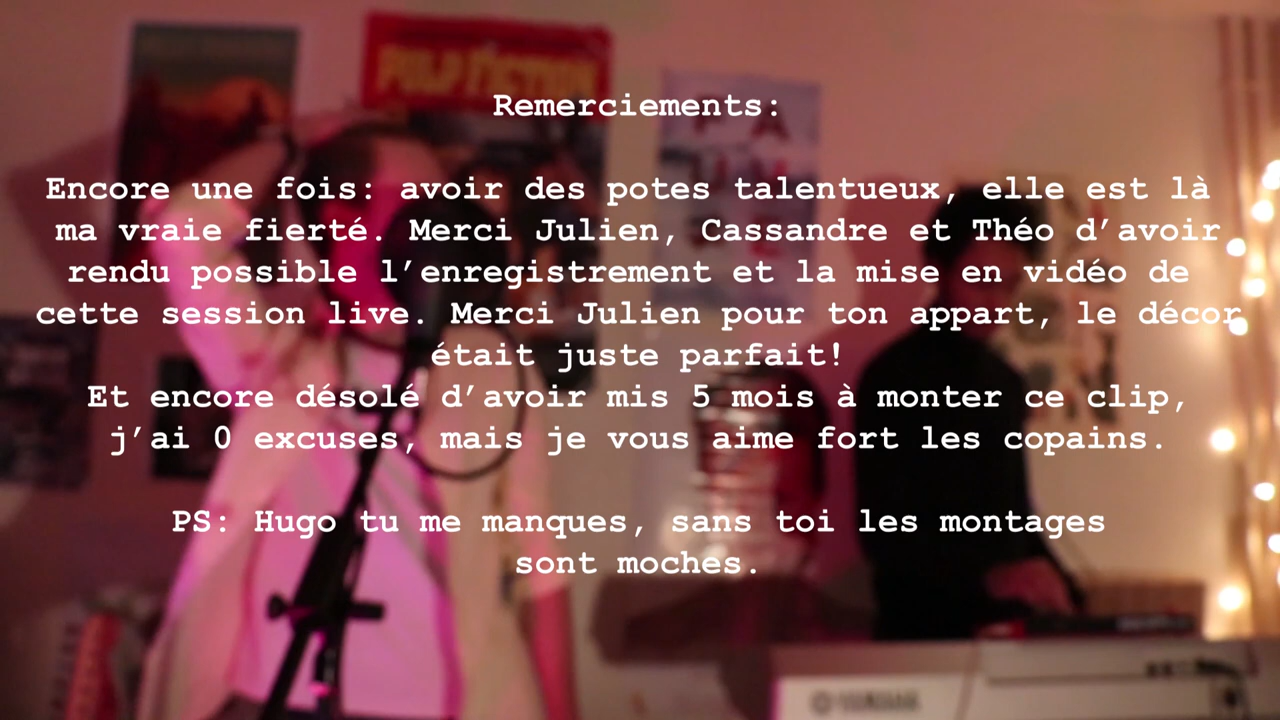 PULP FICTION
Remerciements:
Encore une fois: avoir des potes talentueux, elle est là
ma vraie fierté. Merci Julien, Cassandre et Théo d’avoir
rendu possible l’enregistrement et la mise en vidéo de
cette session live. Merci Julien pour ton appart, le décor
était juste parfait!
Et encore désolé d’avoir mis 5 mois à monter ce clip,
j’ai 0 excuses, mais je vous aime fort les copains.
PS: Hugo tu me manques, sans toi les montages
sont moches.
YAMAHA